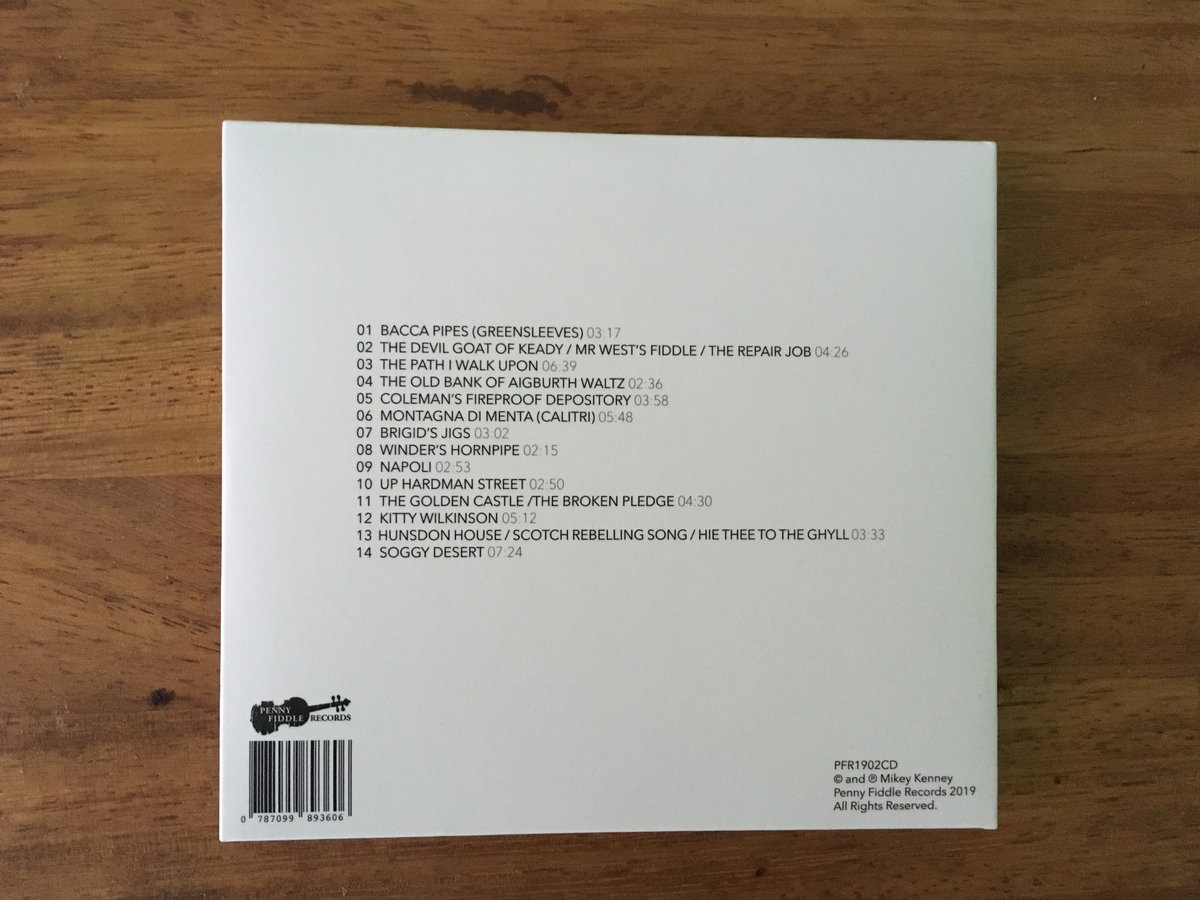 01 BACCA PIPES (GREENSLEEVES) 03:17
02 THE DEVIL GOAT OF KEADY / MR WEST'S FIDDLE / THE REPAIR JOB 04:26
03 THE PATH I WALK UPON 06.39
04 THE OLD BANK OF AIGBURTH WALTZ 02:36
05 COLEMAN'S FIREPROOF DEPOSITORY 03:58
06 MONTAGNA DI MENTA (CALITRI) 05:48
07 BRIGID'S JIGS 03:02
08 WINDER'S HORNPIPE 02:15
09 NAPOLI 02:53
10 UP HARDMAN STREET 02:50
11 THE GOLDEN CASTLE /THE BROKEN PLEDGE 04:30
12 KITTY WILKINSON 05:12
13 HUNSDON HOUSE / SCOTCH REBELLING SONG / HIE THEE TO THE GHYLL 03:33
14 SOGGY DESERT 07:24
PENNY
FIDDLE RECORDS
0 787099 893606
PFR1902CD
© and ℗ Mikey Kenney
Penny Fiddle Records 2019
All Rights Reserved.